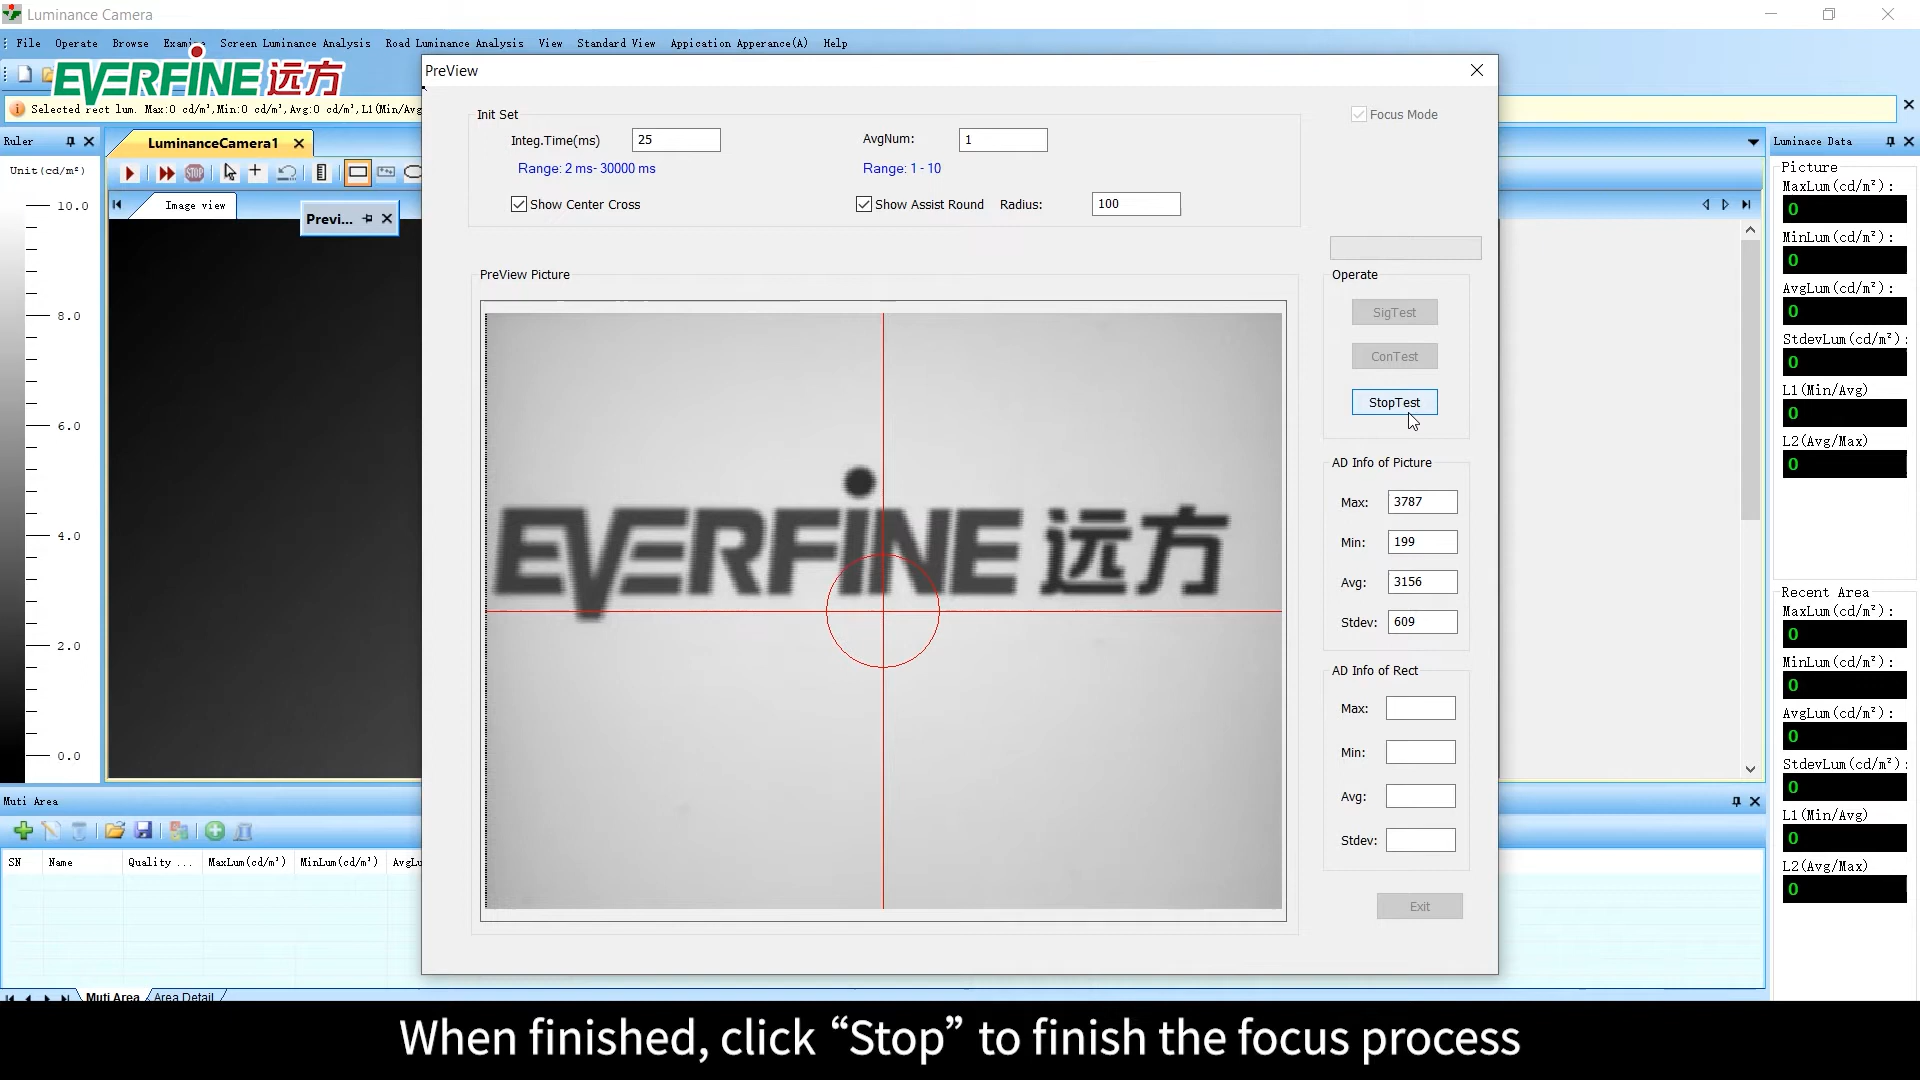 Luminance Camera
File Operate Browse Examine Screen Luminance Analysis Road Luminance Analysis View Standard View Appication Apperance(A) Help
EVERFINE 远方
Selected rect lum. Max:0 cd/m²,Min:0 cd/m²,Avg:0 cd/m²,L1(Min/Avg
Ruler
LuminanceCamera1
Unit(cd/m²)
STOP
Image view
Previ...
10.0
8.0
6.0
4.0
2.0
0.0
PreView
Init Set
Focus Mode
Integ.Time(ms) 25
AvgNum: 1
Range: 2 ms- 30000 ms
Range: 1 - 10
Show Center Cross
Show Assist Round Radius: 100
PreView Picture
EVERFINE 远方
Operate
SigTest
ConTest
StopTest
AD Info of Picture
Max: 3787
Min: 199
Avg: 3156
Stdev: 609
AD Info of Rect
Max:
Min:
Avg:
Stdev:
Exit
Luminace Data
Picture
MaxLum(cd/m²):
0
MinLum(cd/m²):
0
AvgLum(cd/m²):
0
StdevLum(cd/m²):
0
L1(Min/Avg)
0
L2(Avg/Max)
0
Recent Area
MaxLum(cd/m²):
0
MinLum(cd/m²):
0
AvgLum(cd/m²):
0
StdevLum(cd/m²):
0
L1(Min/Avg)
0
L2(Avg/Max)
0
Muti Area
SN Name Quality ... MaxLum(cd/m²) MinLum(cd/m²) AvgLu
Muti Area Area Detail
When finished, click “Stop” to finish the focus process